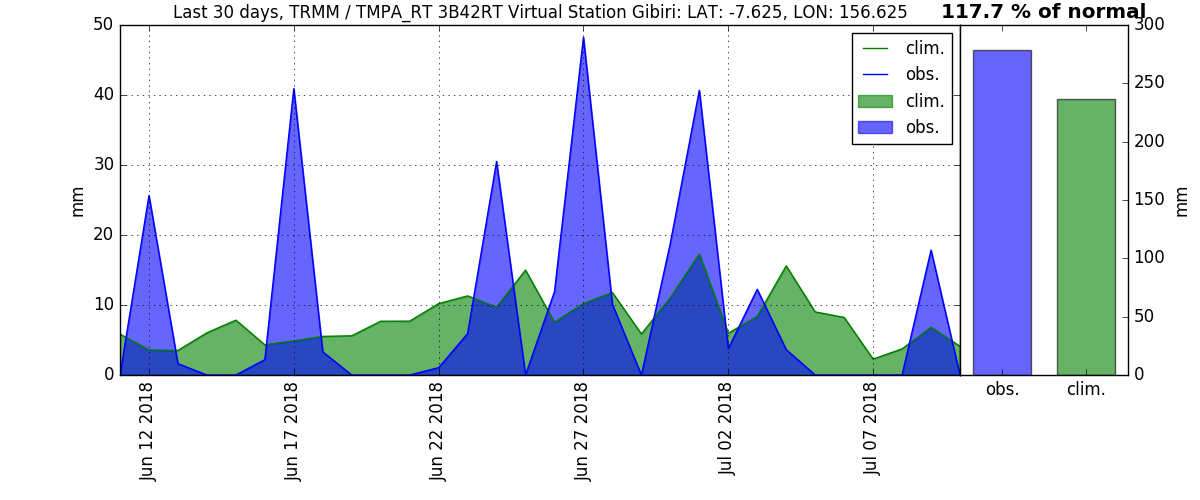 Last 30 days, TRMM / TMPA_RT 3B42RT Virtual Station Gibiri: LAT: -7.625, LON: 156.625
117.7 % of normal
50
40
30
20
10
0
mm
clim.
obs.
clim.
obs.
Jun 12 2018
Jun 17 2018
Jun 22 2018
Jun 27 2018
Jul 02 2018
Jul 07 2018
300
250
200
150
100
50
0
mm
obs.
clim.